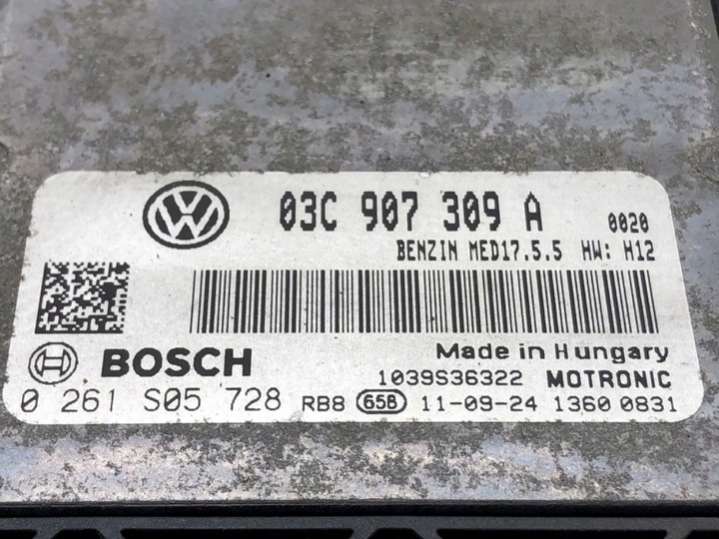 03C 907 309 A 0020
BENZIN MED17.5.5 HW: H12
BOSCH Made in Hungary
1039S36322 MOTRONIC
0 261 S05 728 RB8 65B 11-09-24 1360 0831